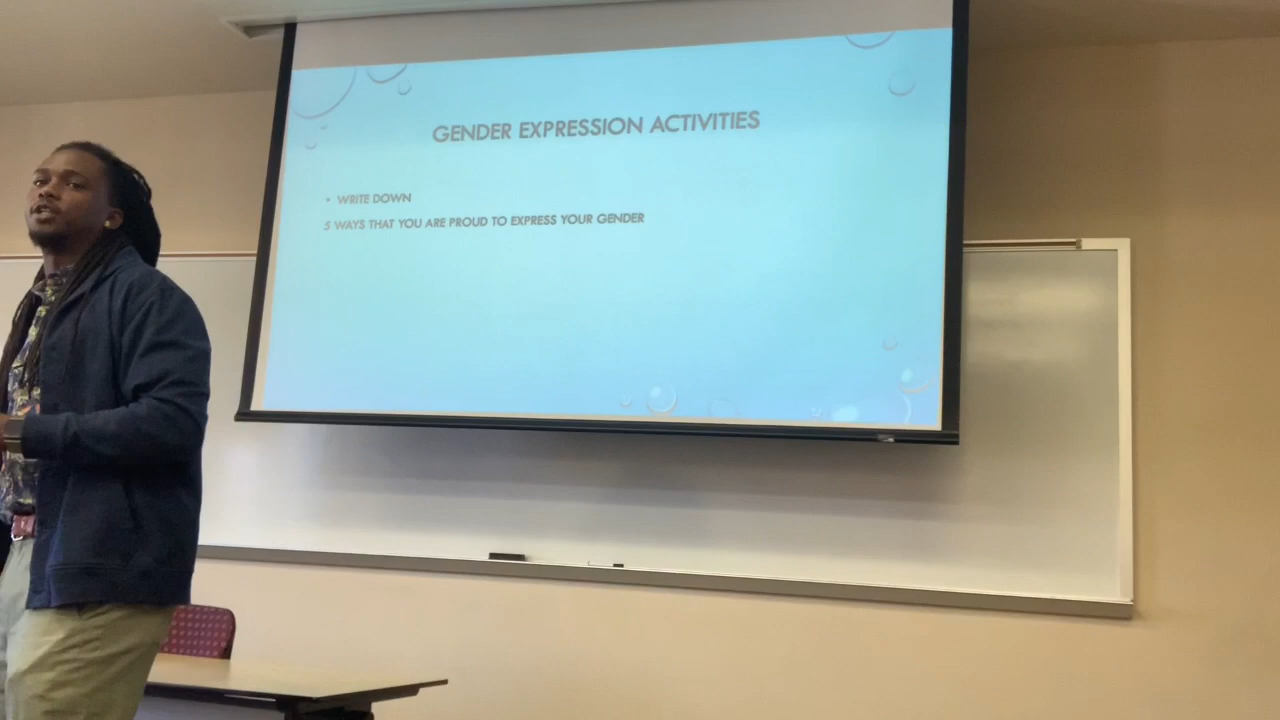 GENDER EXPRESSION ACTIVITIES
• WRITE DOWN
5 WAYS THAT YOU ARE PROUD TO EXPRESS YOUR GENDER